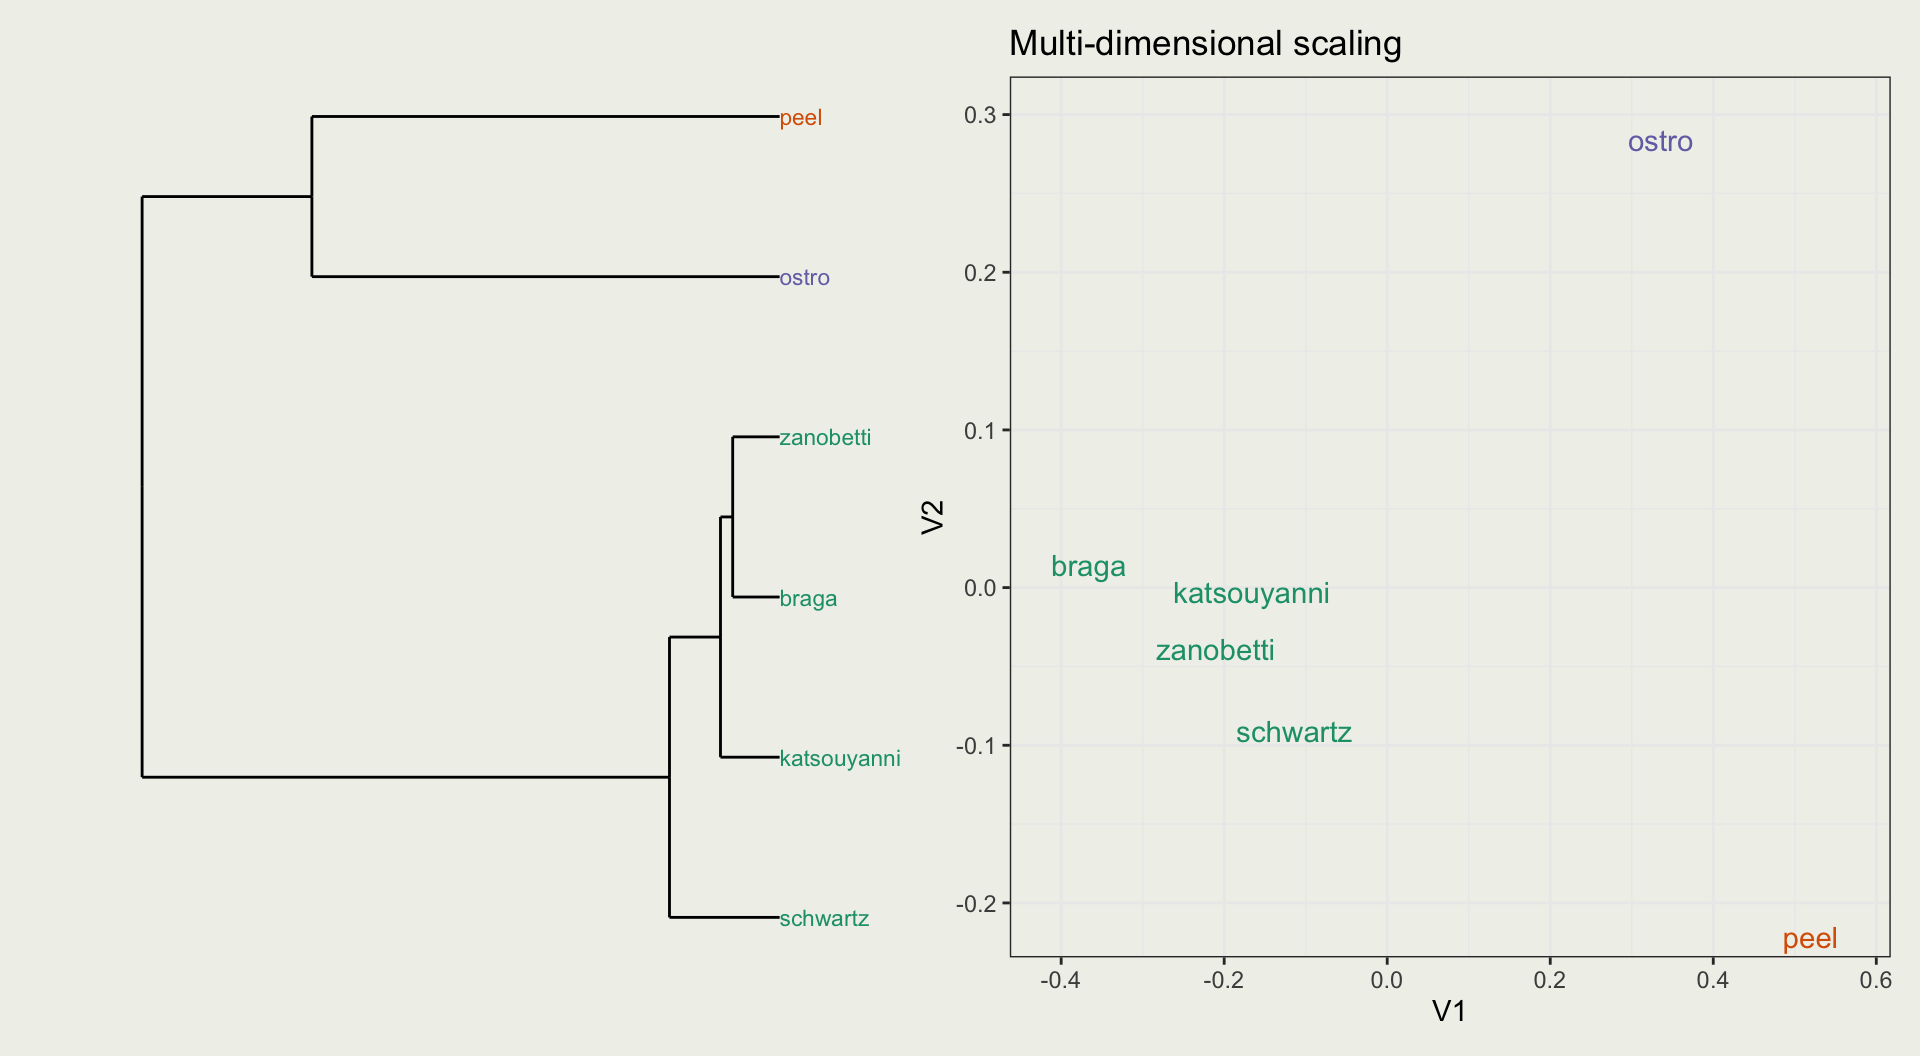 peel
ostro
zanobetti
braga
katsouyanni
schwartz
Multi-dimensional scaling
V2
0.3
0.2
0.1
0.0
-0.1
-0.2
ostro
braga
katsouyanni
zanobetti
schwartz
peel
-0.4 -0.2 0.0 0.2 0.4 0.6
V1